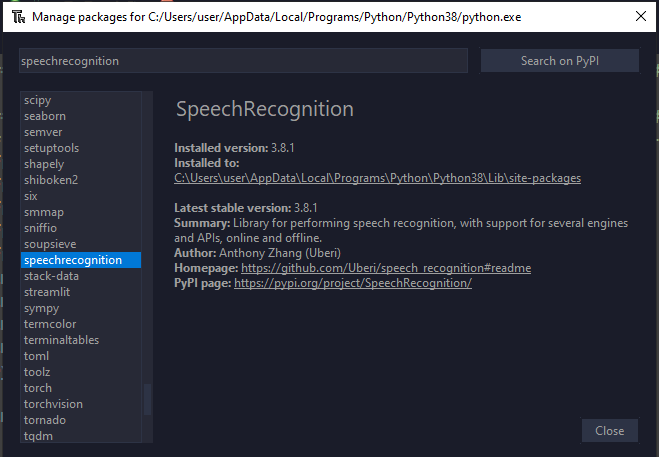 Manage packages for C:/Users/user/AppData/Local/Programs/Python/Python38/python.exe
speechrecognition
Search on PyPI
scipy
seaborn
semver
setuptools
shapely
shiboken2
six
smmap
sniffio
soupsieve
speechrecognition
stack-data
streamlit
sympy
termcolor
terminaltables
toml
toolz
torch
torchvision
tornado
tqdm
SpeechRecognition
Installed version: 3.8.1
Installed to:
C:\Users\user\AppData\Local\Programs\Python\Python38\Lib\site-packages
Latest stable version: 3.8.1
Summary: Library for performing speech recognition, with support for several engines
and APIs, online and offline.
Author: Anthony Zhang (Uberi)
Homepage: https://github.com/Uberi/speech_recognition#readme
PyPI page: https://pypi.org/project/SpeechRecognition/
Close